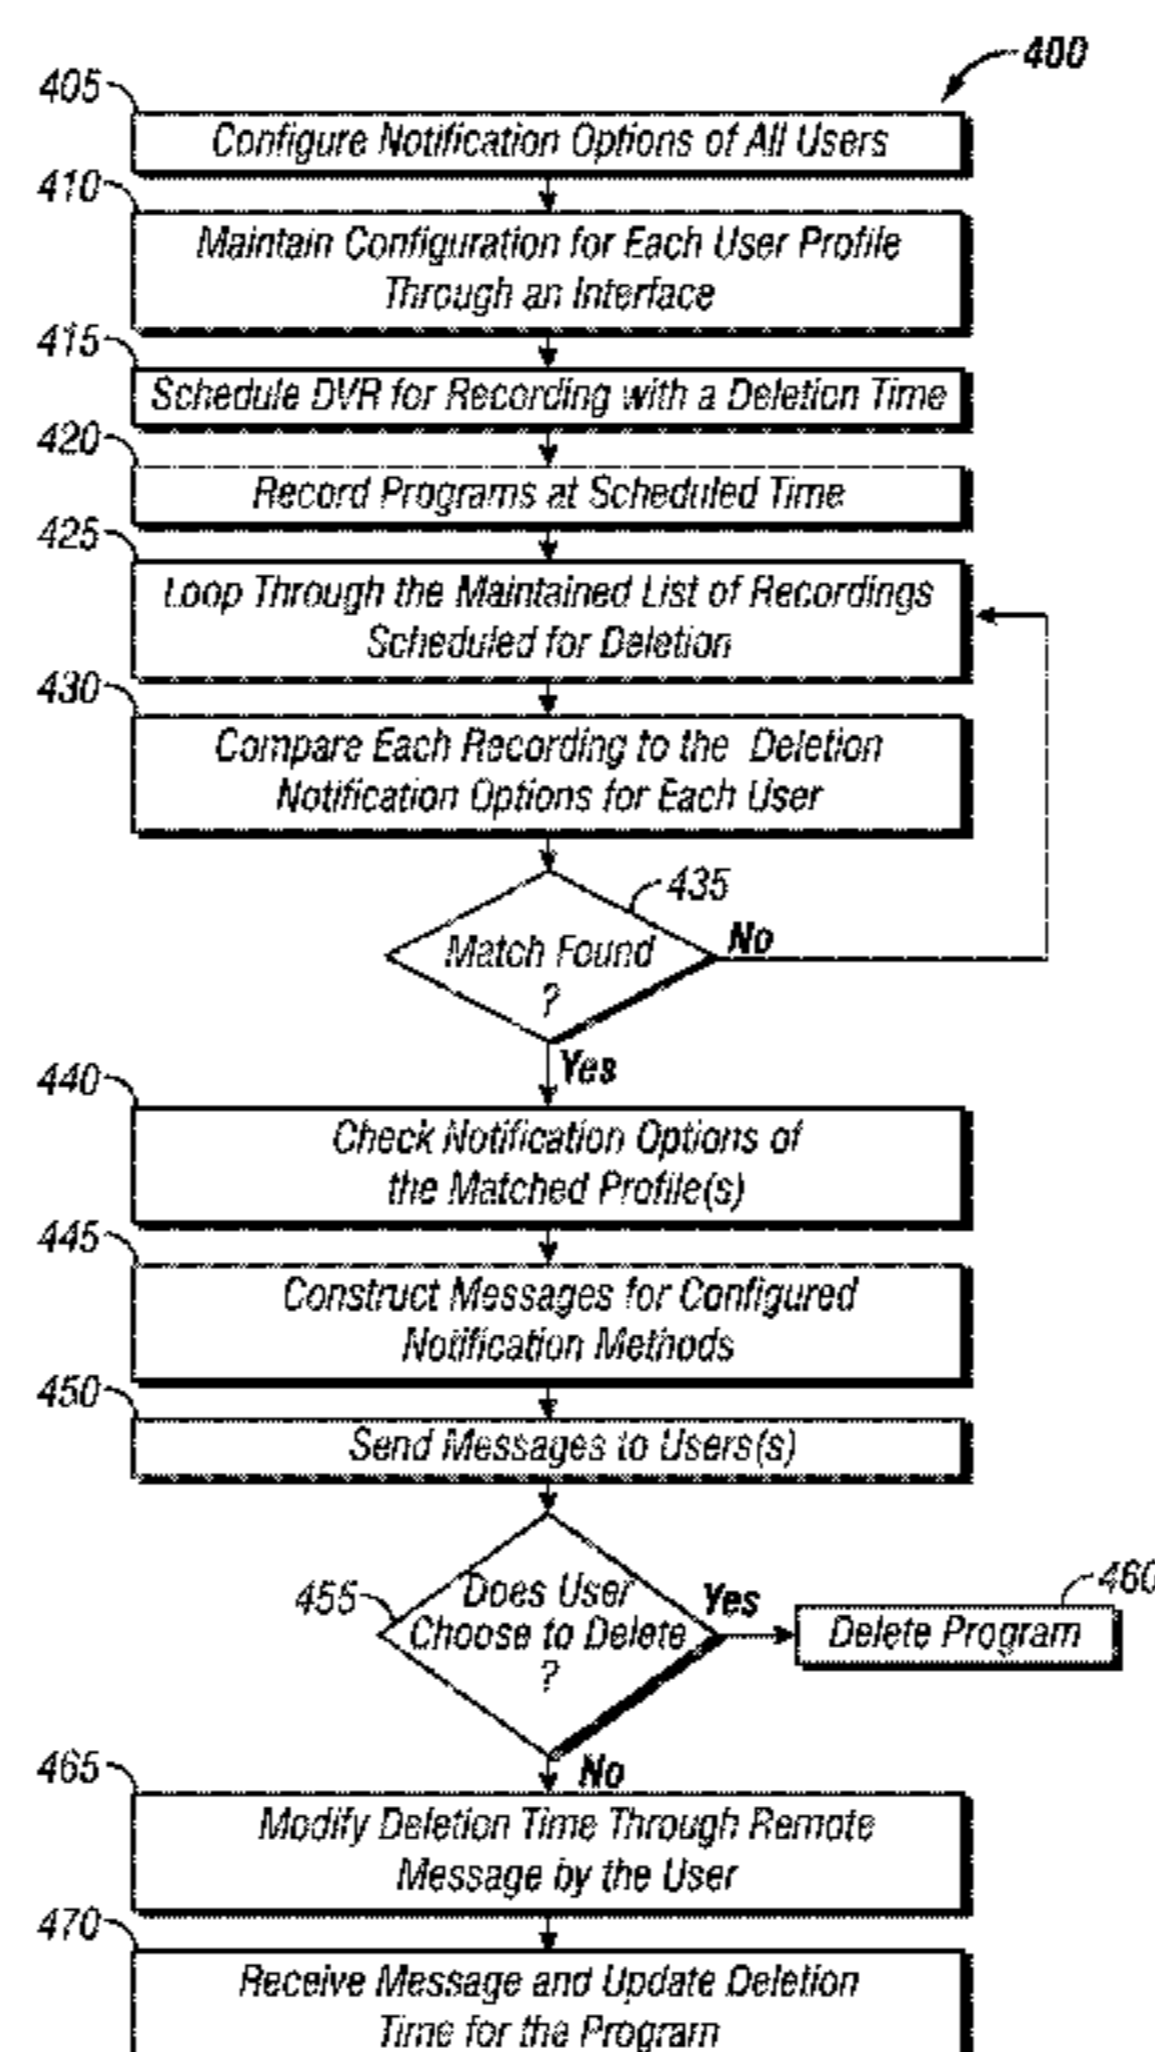 400
405
Configure Notification Options of All Users
410
Maintain Configuration for Each User Profile
Through an Interface
415
Schedule DVR for Recording with a Deletion Time
420
Record Programs at Scheduled Time
425
Loop Through the Maintained List of Recordings
Scheduled for Deletion
430
Compare Each Recording to the Deletion
Notification Options for Each User
435
Match Found
?
No
Yes
440
Check Notification Options of
the Matched Profile(s)
445
Construct Messages for Configured
Notification Methods
450
Send Messages to Users(s)
455
Does User
Choose to Delete
?
Yes
460
Delete Program
No
465
Modify Deletion Time Through Remote
Message by the User
470
Receive Message and Update Deletion
Time for the Program